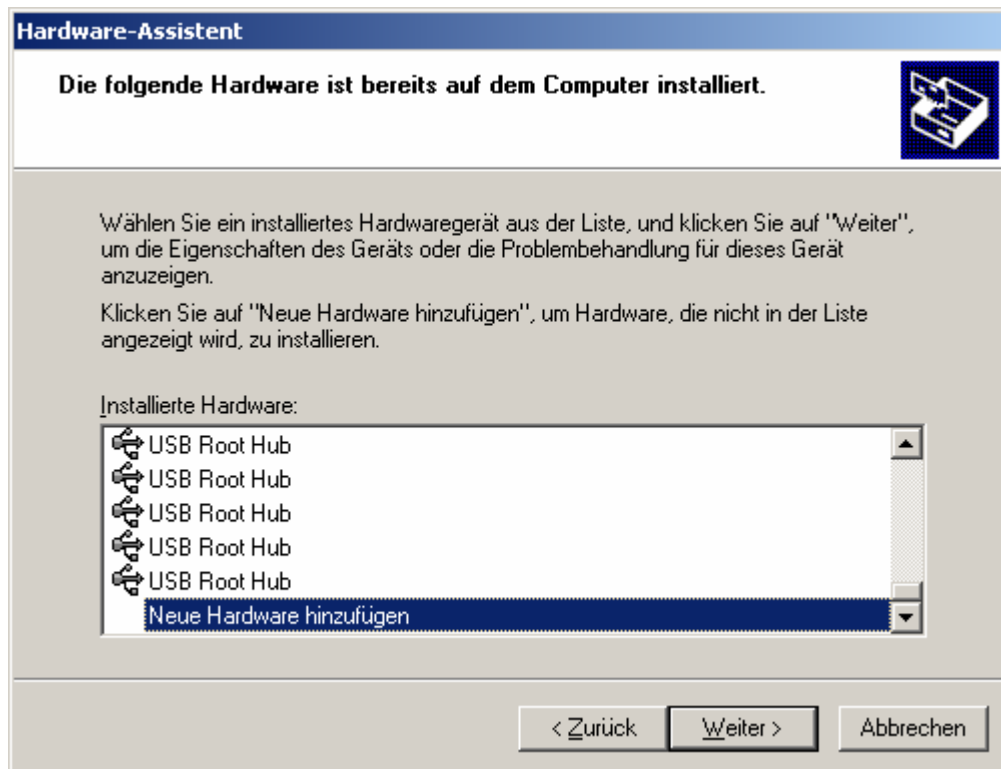 Hardware-Assistent
Die folgende Hardware ist bereits auf dem Computer installiert.
Wählen Sie ein installiertes Hardwaregerät aus der Liste, und klicken Sie auf "Weiter",
um die Eigenschaften des Geräts oder die Problembehandlung für dieses Gerät
anzuzeigen.
Klicken Sie auf "Neue Hardware hinzufügen", um Hardware, die nicht in der Liste
angezeigt wird, zu installieren.
Installierte Hardware:
USB Root Hub
USB Root Hub
USB Root Hub
USB Root Hub
USB Root Hub
Neue Hardware hinzufügen
< Zurück Weiter > Abbrechen